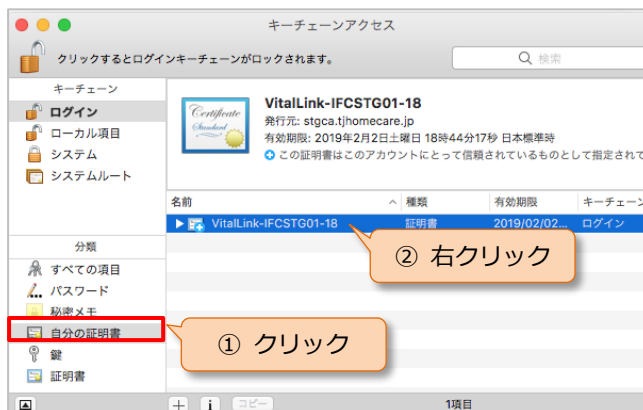 キーチェーンアクセス
クリックするとログインキーチェーンがロックされます。
検索
キーチェーン
ログイン
ローカル項目
システム
システムルート
Certificate
Standard
VitalLink-IFCSTG01-18
発行元: stgca.tjhomecare.jp
有効期限: 2019年2月2日土曜日 18時44分17秒 日本標準時
この証明書はこのアカウントにとって信頼されているものとして指定されて
名前 種類 有効期限 キーチェーン
VitalLink-IFCSTG01-18 証明書 2019/02/02... ログイン
② 右クリック
分類
すべての項目
パスワード
秘密メモ
自分の証明書
鍵
証明書
① クリック
+ i コピー 1項目